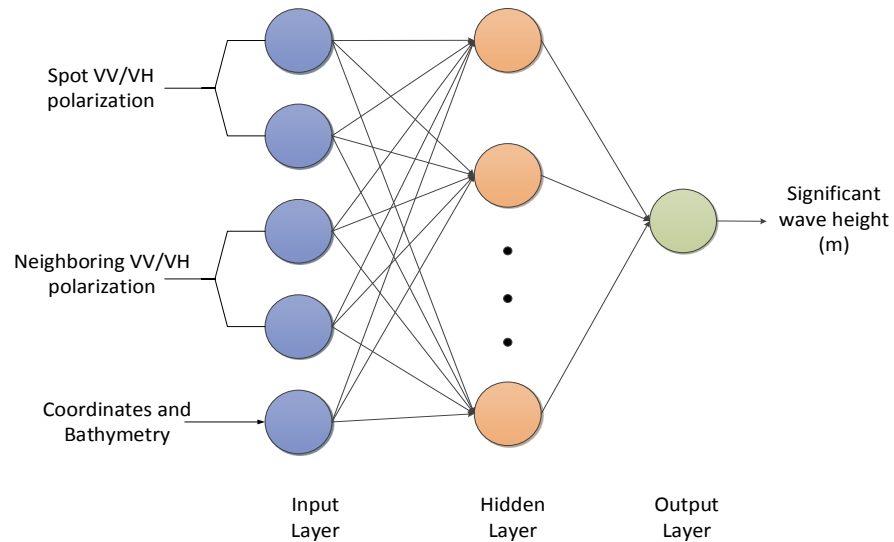 Spot VV/VH
polarization
Neighboring VV/VH
polarization
Coordinates and
Bathymetry
Significant
wave height
(m)
Input
Layer
Hidden
Layer
Output
Layer